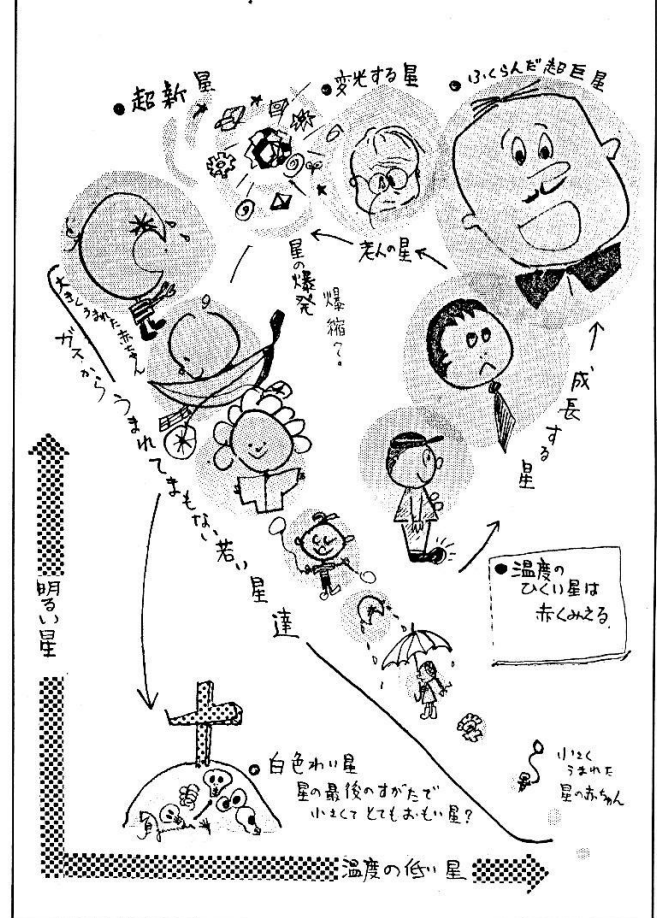 ●超新星
●変光する星
●ふくらんだ超巨星
老人の星
星の爆発
爆縮へ。
大きくうまれた赤ちゃん
ガスからうまれてまもない若い星達
成長する星
●温度の
ひくい星は
赤くみえる
明るい星
●白色わい星
星の最後のすがたで
小さくてとてもおもい星?
小さく
うまれた
星の赤ちゃん
温度の低い星